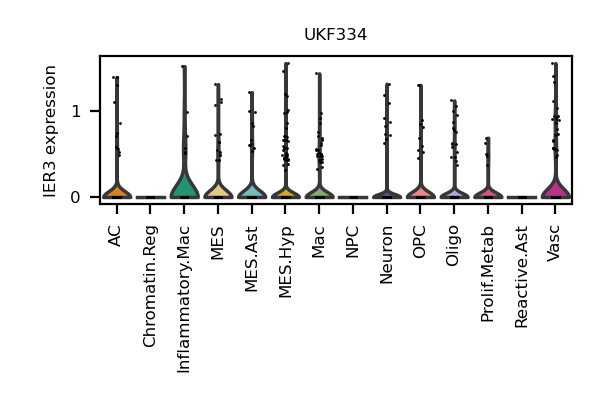 UKF334
IER3 expression
1
0
AC
Chromatin.Reg
Inflammatory.Mac
MES
MES.Ast
MES.Hyp
Mac
NPC
Neuron
OPC
Oligo
Prolif.Metab
Reactive.Ast
Vasc